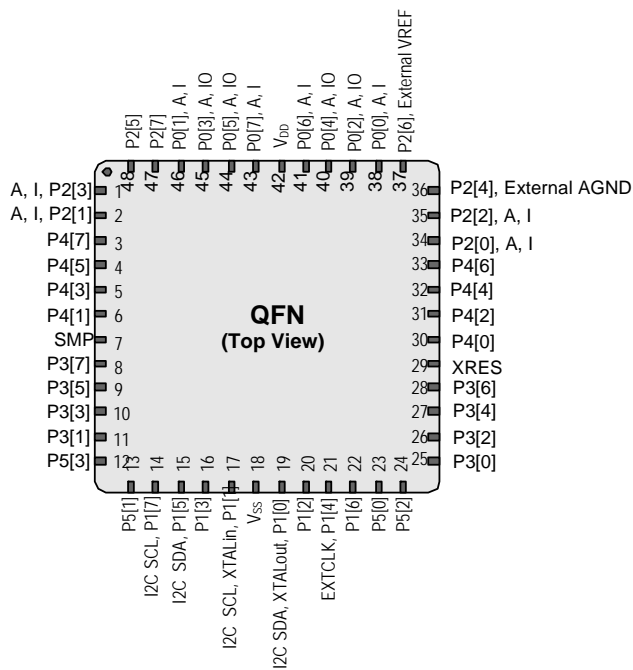 P2[5]
P2[7]
P0[1], A, I
P0[3], A, IO
P0[5], A, IO
P0[7], A, I
VDD
P0[6], A, I
P0[4], A, IO
P0[2], A, IO
P0[0], A, I
P2[6], External VREF
48
47
46
45
44
43
42
41
40
39
38
37
A, I, P2[3] 1
A, I, P2[1] 2
P4[7] 3
P4[5] 4
P4[3] 5
P4[1] 6
SMP 7
P3[7] 8
P3[5] 9
P3[3] 10
P3[1] 11
P5[3] 12
QFN
(Top View)
36 P2[4], External AGND
35 P2[2], A, I
34 P2[0], A, I
33 P4[6]
32 P4[4]
31 P4[2]
30 P4[0]
29 XRES
28 P3[6]
27 P3[4]
26 P3[2]
25 P3[0]
13
14
15
16
17
18
19
20
21
22
23
24
P5[1]
I2C SCL, P1[7]
I2C SDA, P1[5]
P1[3]
I2C SCL, XTALin, P1[1]
Vss
I2C SDA, XTALout, P1[0]
P1[2]
EXTCLK, P1[4]
P1[6]
P5[0]
P5[2]